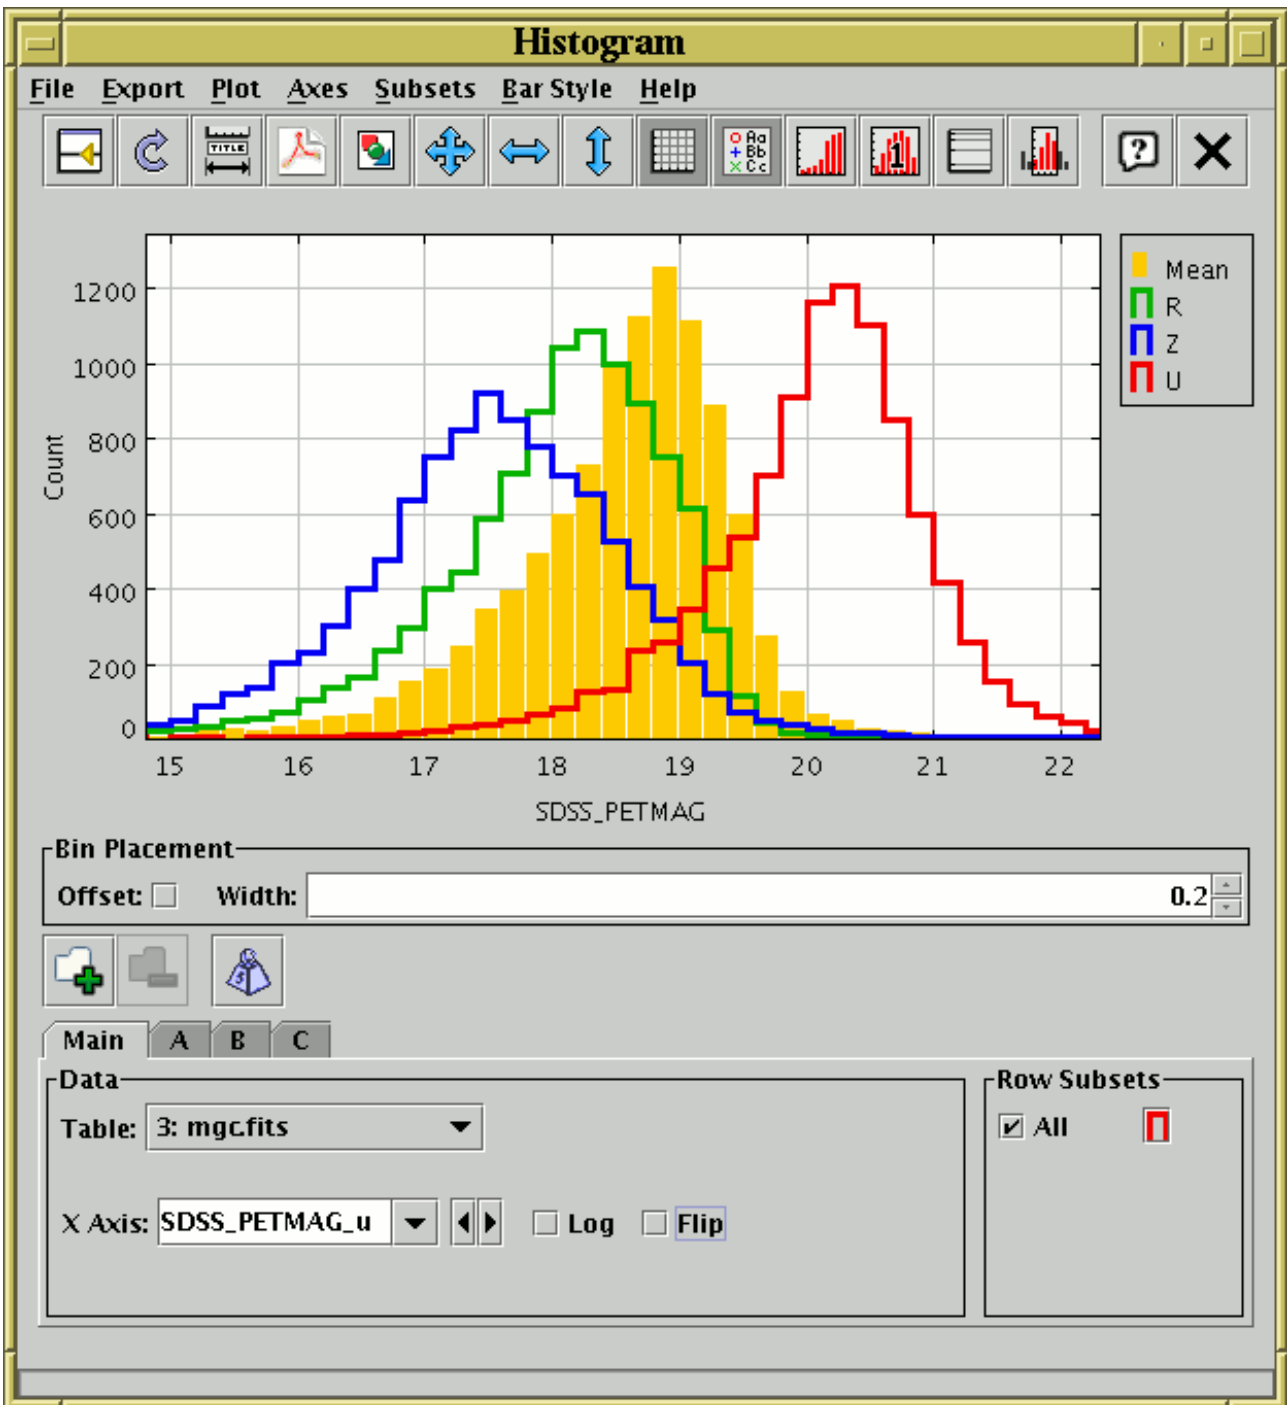 Histogram
File Export Plot Axes Subsets Bar Style Help
TITLE
Aa
Bb
Cc
1
?
1200
1000
800
600
400
200
0
Count
15 16 17 18 19 20 21 22
SDSS_PETMAG
Mean
R
Z
U
Bin Placement
Offset: Width: 0.2
5
Main A B C
Data
Table: 3: mgc.fits
X Axis: SDSS_PETMAG_u Log Flip
Row Subsets
All